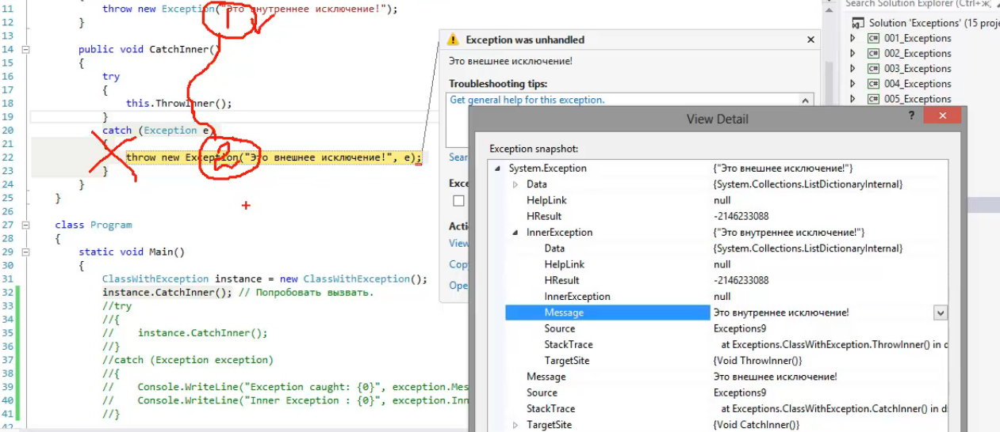 11 throw new Exception("Это внутреннее исключение!");
12 }
13
14 public void CatchInner()
15 {
16 try
17 {
18 this.ThrowInner();
19 }
20 catch (Exception e)
21 {
22 throw new Exception("Это внешнее исключение!", e);
23 }
24 }
25 }
26
27 class Program
28 {
29 static void Main()
30 {
31 ClassWithException instance = new ClassWithException();
32 instance.CatchInner(); // Попробовать вызвать.
33 //try
34 //{
35 // instance.CatchInner();
36 //}
37 //catch (Exception exception)
38 //{
39 // Console.WriteLine("Exception caught: {0}", exception.Mes
40 // Console.WriteLine("Inner Exception : {0}", exception.Inn
41 //}
42
1
2
Exception was unhandled
Это внешнее исключение!
Troubleshooting tips:
Get general help for this exception.
Sear
Exce
Actio
View
Copy
Ope
View Detail
?
Exception snapshot:
System.Exception {"Это внешнее исключение!"}
Data {System.Collections.ListDictionaryInternal}
HelpLink null
HResult -2146233088
InnerException {"Это внутреннее исключение!"}
Data {System.Collections.ListDictionaryInternal}
HelpLink null
HResult -2146233088
InnerException null
Message Это внутреннее исключение!
Source Exceptions9
StackTrace at Exceptions.ClassWithException.ThrowInner() in d
TargetSite {Void ThrowInner()}
Message Это внешнее исключение!
Source Exceptions9
StackTrace at Exceptions.ClassWithException.CatchInner() in d
TargetSite {Void CatchInner()}
Search Solution Explorer (Ctrl+ж)
Solution 'Exceptions' (15 proje
C# 001_Exceptions
C# 002_Exceptions
C# 003_Exceptions
C# 004_Exceptions
C# 005_Exceptions